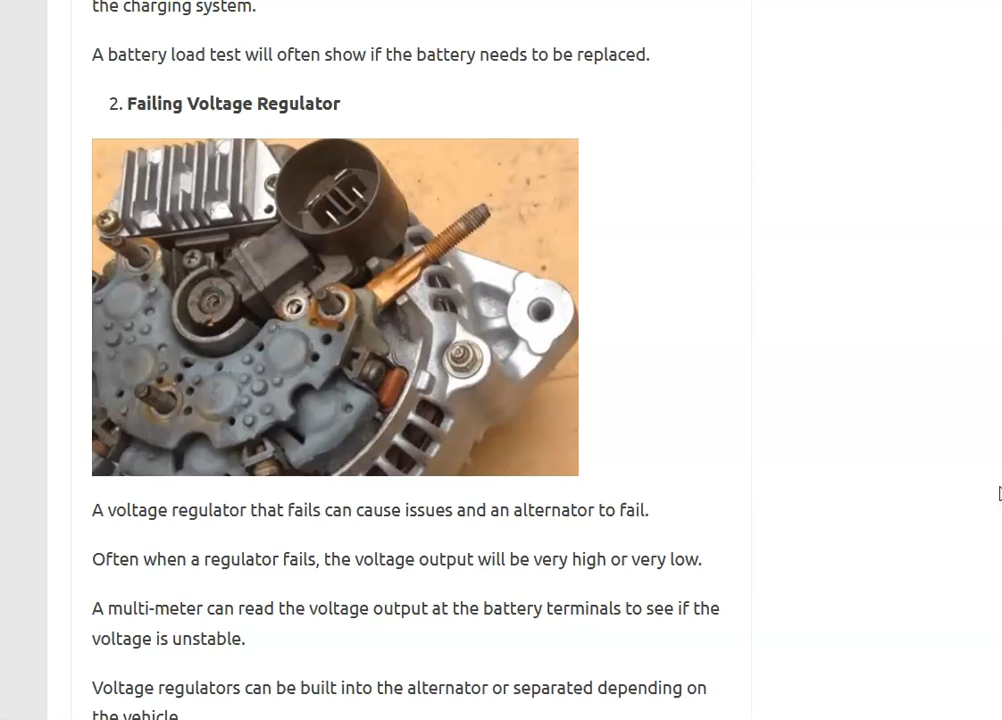 the charging system.
A battery load test will often show if the battery needs to be replaced.
2. Failing Voltage Regulator
A voltage regulator that fails can cause issues and an alternator to fail.
Often when a regulator fails, the voltage output will be very high or very low.
A multi-meter can read the voltage output at the battery terminals to see if the
voltage is unstable.
Voltage regulators can be built into the alternator or separated depending on
the vehicle.